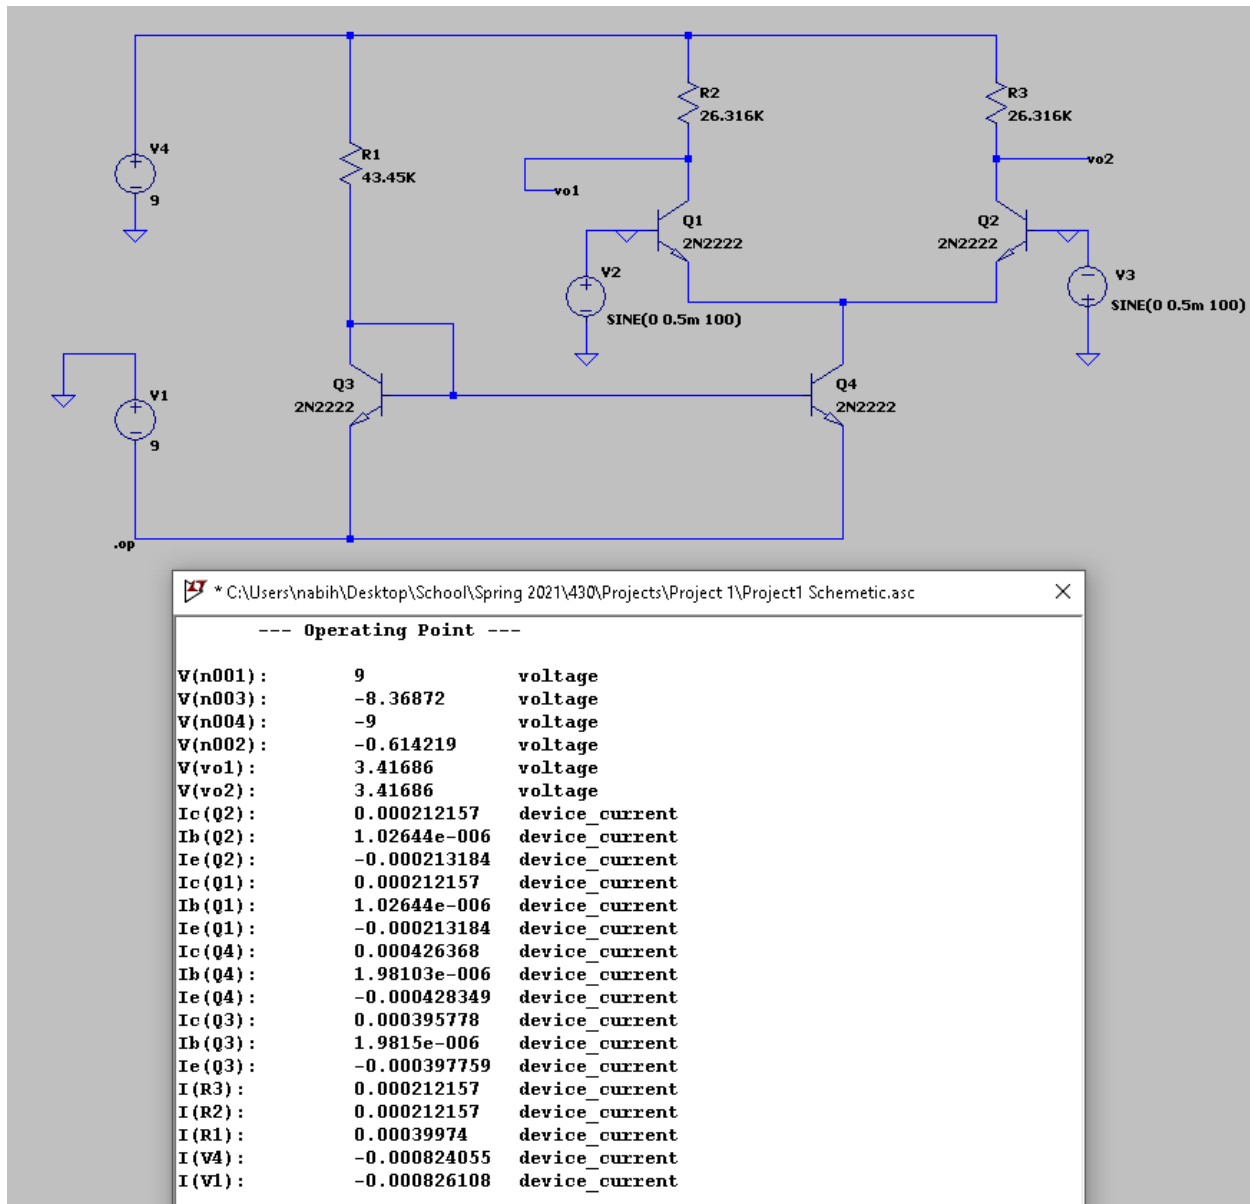 R2
26.316K
R3
26.316K
V4
9
R1
43.45K
vo1
vo2
Q1
2N2222
Q2
2N2222
V2
SINE(0 0.5m 100)
V3
SINE(0 0.5m 100)
Q3
2N2222
Q4
2N2222
V1
9
.op
* C:\Users\nabih\Desktop\School\Spring 2021\430\Projects\Project 1\Project1 Schemetic.asc
--- Operating Point ---
V(n001): 9 voltage
V(n003): -8.36872 voltage
V(n004): -9 voltage
V(n002): -0.614219 voltage
V(vo1): 3.41686 voltage
V(vo2): 3.41686 voltage
Ic(Q2): 0.000212157 device_current
Ib(Q2): 1.02644e-006 device_current
Ie(Q2): -0.000213184 device_current
Ic(Q1): 0.000212157 device_current
Ib(Q1): 1.02644e-006 device_current
Ie(Q1): -0.000213184 device_current
Ic(Q4): 0.000426368 device_current
Ib(Q4): 1.98103e-006 device_current
Ie(Q4): -0.000428349 device_current
Ic(Q3): 0.000395778 device_current
Ib(Q3): 1.9815e-006 device_current
Ie(Q3): -0.000397759 device_current
I(R3): 0.000212157 device_current
I(R2): 0.000212157 device_current
I(R1): 0.00039974 device_current
I(V4): -0.000824055 device_current
I(V1): -0.000826108 device_current